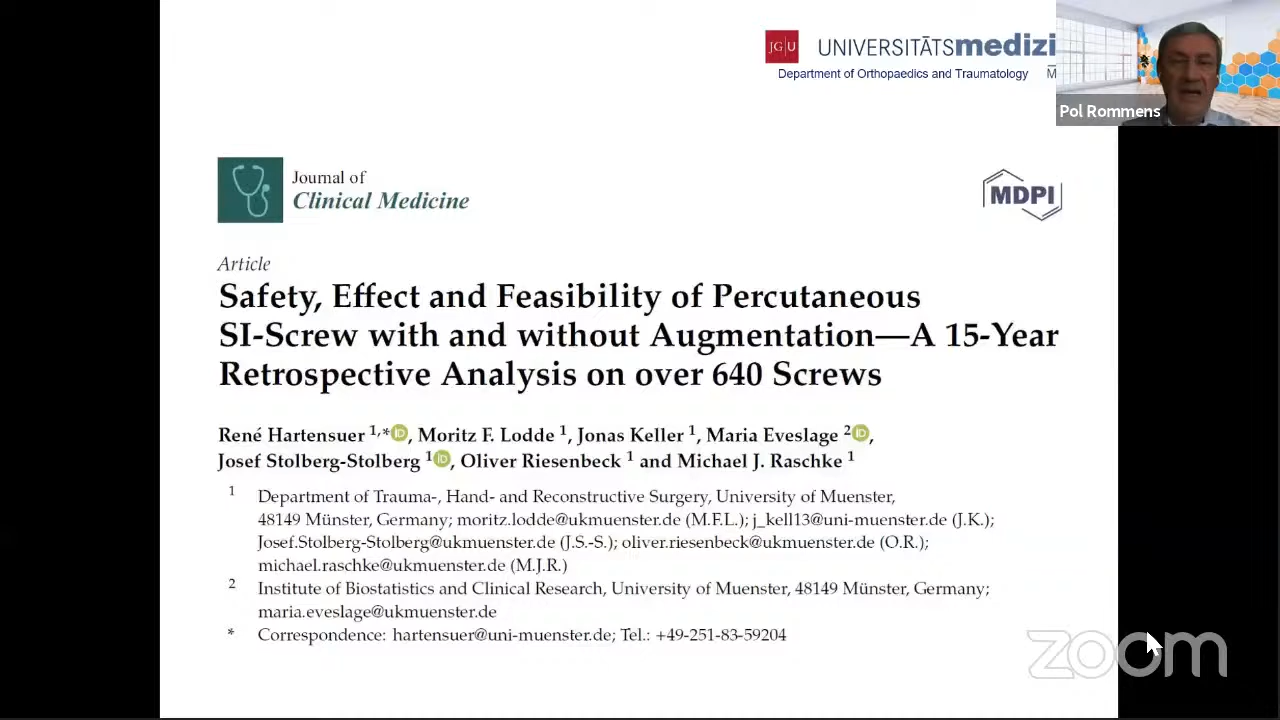 JG|U UNIVERSITÄTSmedizi
Department of Orthopaedics and Traumatology M
Pol Rommens
Journal of
Clinical Medicine
MDPI
Article
Safety, Effect and Feasibility of Percutaneous
SI-Screw with and without Augmentation—A 15-Year
Retrospective Analysis on over 640 Screws
René Hartensuer 1,* iD, Moritz F. Lodde 1, Jonas Keller 1, Maria Eveslage 2 iD,
Josef Stolberg-Stolberg 1 iD, Oliver Riesenbeck 1 and Michael J. Raschke 1
1 Department of Trauma-, Hand- and Reconstructive Surgery, University of Muenster,
48149 Münster, Germany; moritz.lodde@ukmuenster.de (M.F.L.); j_kell13@uni-muenster.de (J.K.);
Josef.Stolberg-Stolberg@ukmuenster.de (J.S.-S.); oliver.riesenbeck@ukmuenster.de (O.R.);
michael.raschke@ukmuenster.de (M.J.R.)
2 Institute of Biostatistics and Clinical Research, University of Muenster, 48149 Münster, Germany;
maria.eveslage@ukmuenster.de
* Correspondence: hartensuer@uni-muenster.de; Tel.: +49-251-83-59204
zoom